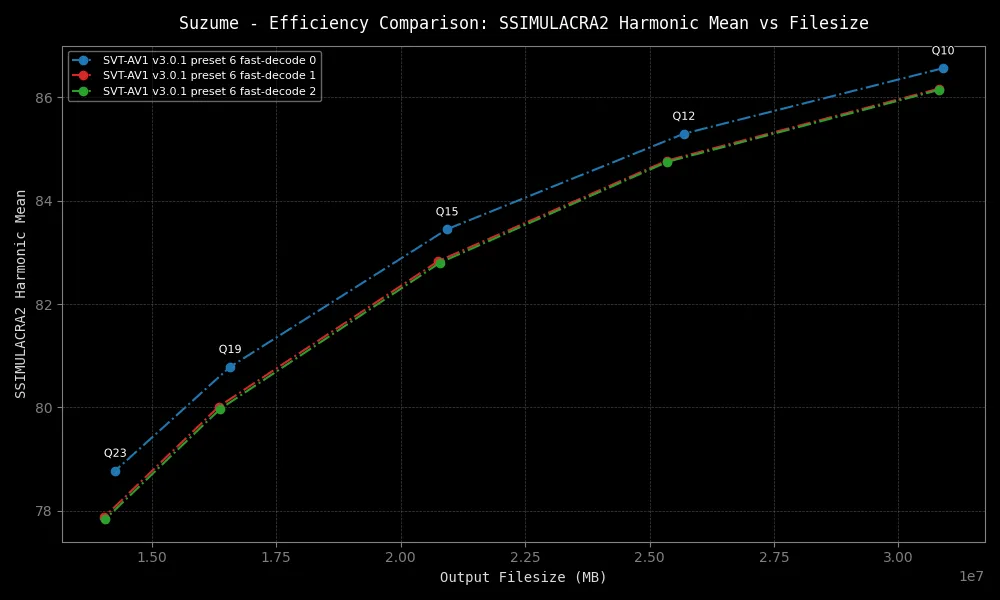 Suzume - Efficiency Comparison: SSIMULACRA2 Harmonic Mean vs Filesize
SVT-AV1 v3.0.1 preset 6 fast-decode 0
SVT-AV1 v3.0.1 preset 6 fast-decode 1
SVT-AV1 v3.0.1 preset 6 fast-decode 2
Q10
86
Q12
84
Q15
SSIMULACRA2 Harmonic Mean
82
Q19
80
Q23
78
1.50 1.75 2.00 2.25 2.50 2.75 3.00
Output Filesize (MB)
1e7